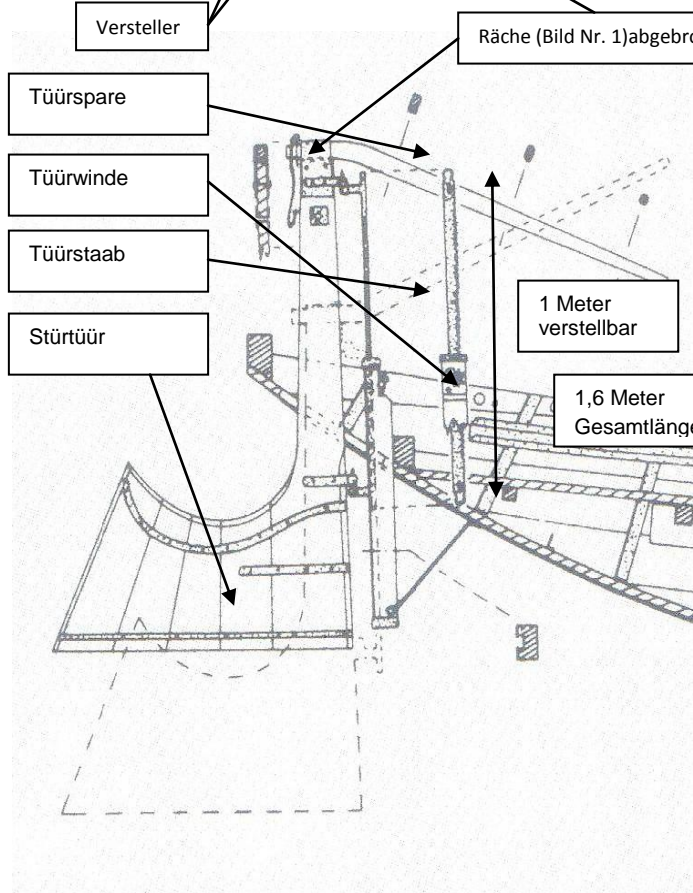 Versteller
Räche (Bild Nr. 1)abgebro
Tüürspare
Tüürwinde
Tüürstaab
Stürtüür
1 Meter
verstellbar
1,6 Meter
Gesamtlänge